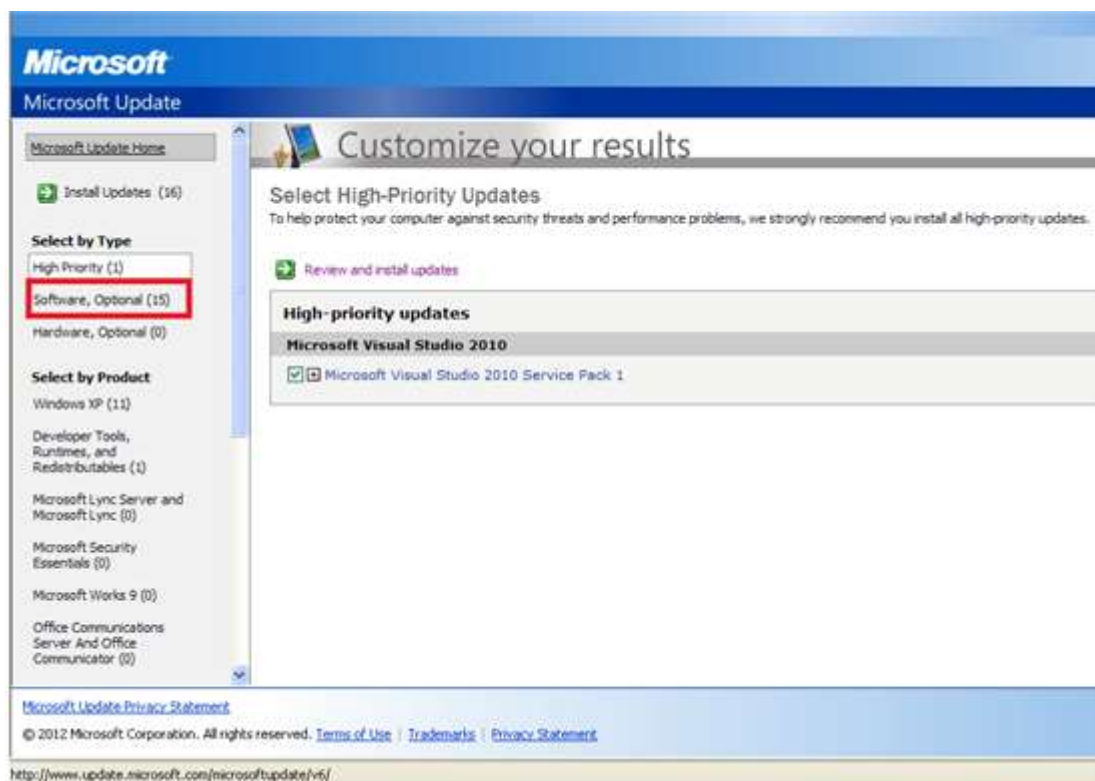 Microsoft
Microsoft Update
Microsoft Update Home
Install Updates (16)
Select by Type
High Priority (1)
Software, Optional (15)
Hardware, Optional (0)
Select by Product
Windows XP (11)
Developer Tools,
Runtimes, and
Redistributables (1)
Microsoft Lync Server and
Microsoft Lync (0)
Microsoft Security
Essentials (0)
Microsoft Works 9 (0)
Office Communications
Server And Office
Communicator (0)
Customize your results
Select High-Priority Updates
To help protect your computer against security threats and performance problems, we strongly recommend you install all high-priority updates.
Review and install updates
High-priority updates
Microsoft Visual Studio 2010
Microsoft Visual Studio 2010 Service Pack 1
Microsoft Update Privacy Statement
© 2012 Microsoft Corporation. All rights reserved. Terms of Use | Trademarks | Privacy Statement
http://www.update.microsoft.com/microsoftupdate/v6/